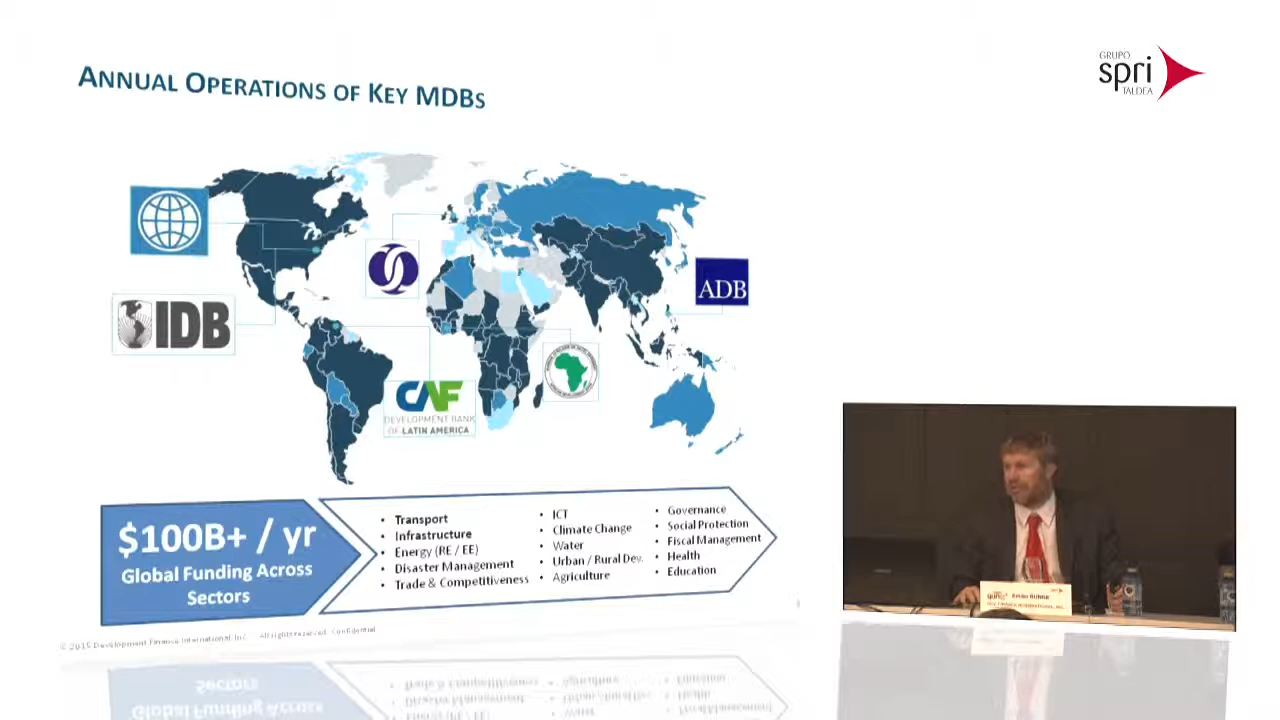 ANNUAL OPERATIONS OF KEY MDBS
GRUPO
spri
TALDEA
IDB
ADB
CAF
DEVELOPMENT BANK
OF LATIN AMERICA
$100B+ / yr
Global Funding Across
Sectors
• Transport
• Infrastructure
• Energy (RE / EE)
• Disaster Management
• Trade & Competitiveness
• ICT
• Climate Change
• Water
• Urban / Rural Dev.
• Agriculture
• Governance
• Social Protection
• Fiscal Management
• Health
• Education
© 2015 Development Finance International, Inc. All rights reserved. Confidential